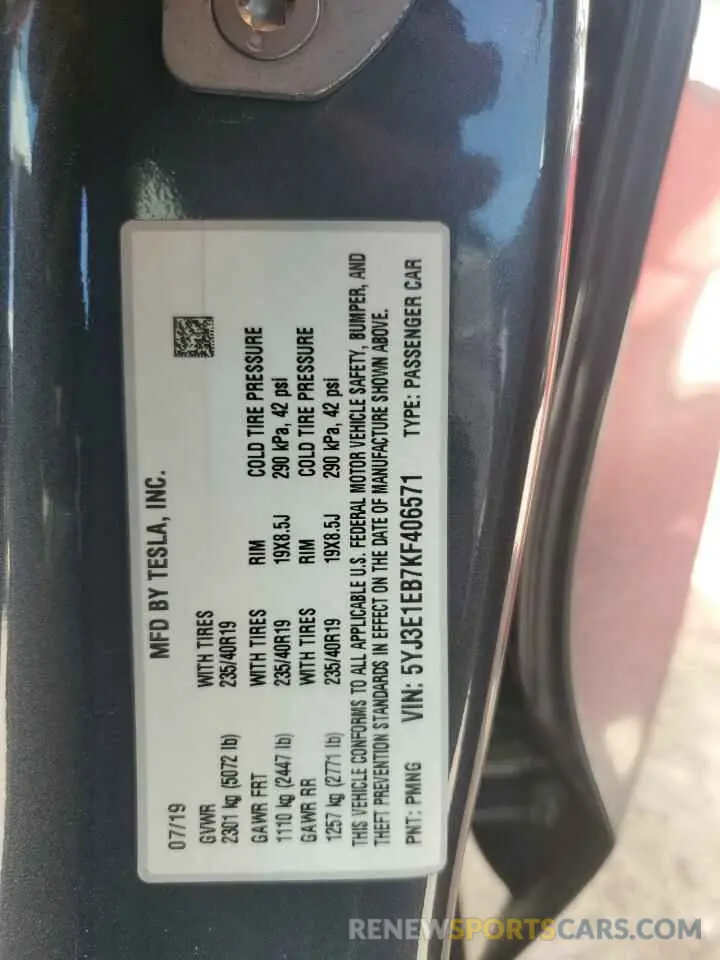 MFD BY TESLA, INC.
07/19
GVWR WITH TIRES
2301 kg (5072 lb) 235/40R19
GAWR FRT WITH TIRES RIM COLD TIRE PRESSURE
1110 kg (2447 lb) 235/40R19 19X8.5J 290 kPa, 42 psi
GAWR RR WITH TIRES RIM COLD TIRE PRESSURE
1257 kg (2771 lb) 235/40R19 19X8.5J 290 kPa, 42 psi
THIS VEHICLE CONFORMS TO ALL APPLICABLE U.S. FEDERAL MOTOR VEHICLE SAFETY, BUMPER, AND
THEFT PREVENTION STANDARDS IN EFFECT ON THE DATE OF MANUFACTURE SHOWN ABOVE.
PNT: PMNG VIN: 5YJ3E1EB7KF406571 TYPE: PASSENGER CAR
RENEWSPORTSCARS.COM